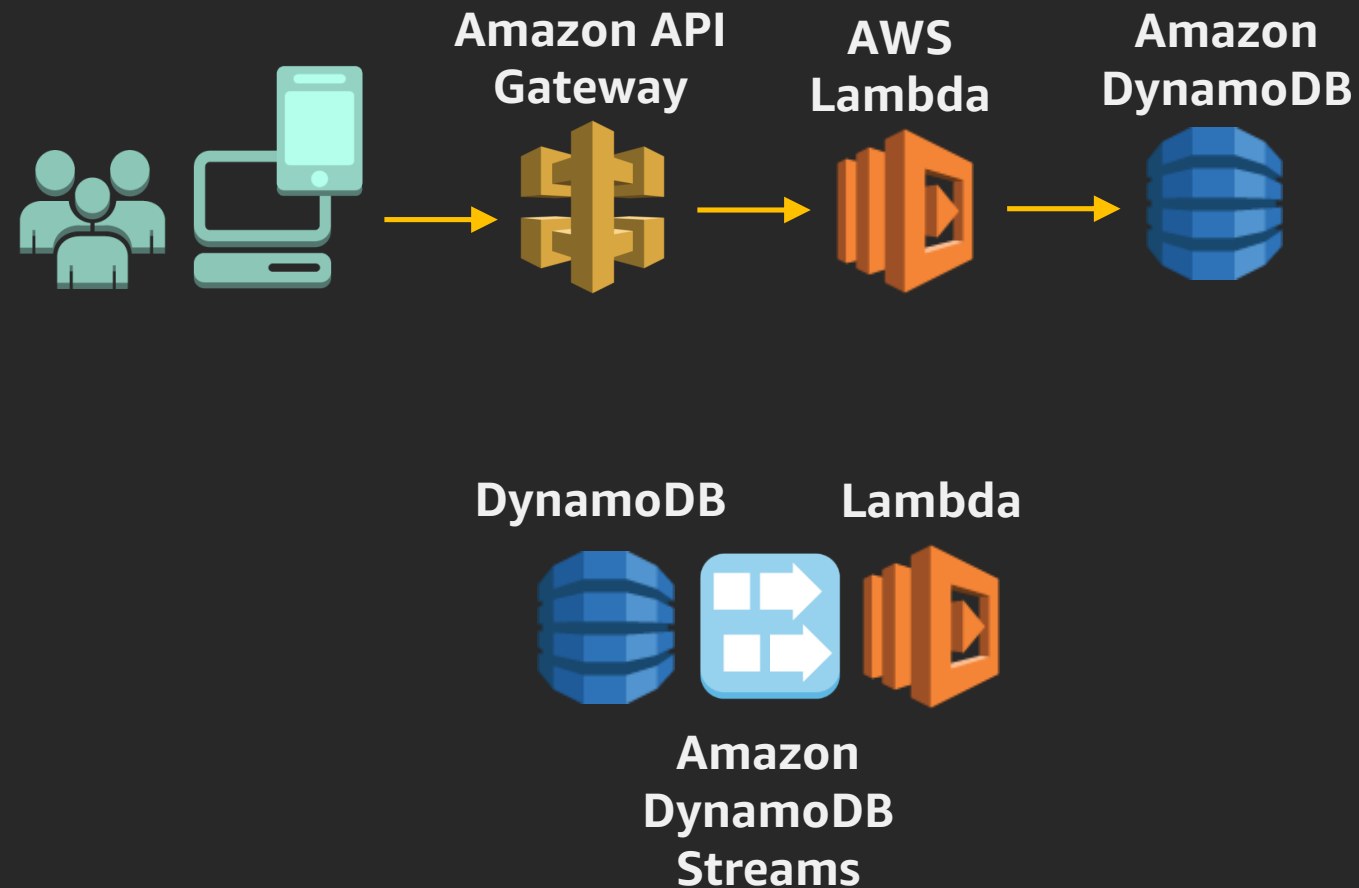 Amazon API
Gateway
AWS
Lambda
Amazon
DynamoDB
DynamoDB
Lambda
Amazon
DynamoDB
Streams